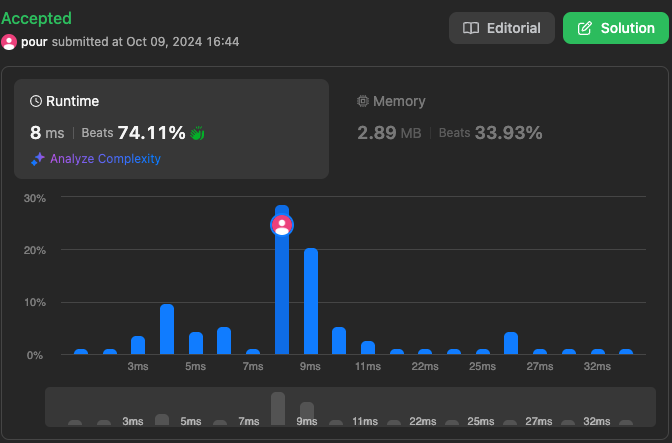 Accepted
Editorial
Solution
pour submitted at Oct 09, 2024 16:44
Runtime
Memory
8 ms | Beats 74.11%
2.89 MB | Beats 33.93%
Analyze Complexity
30%
20%
10%
0%
3ms 5ms 7ms 9ms 11ms 22ms 25ms 27ms 32ms
3ms 5ms 7ms 9ms 11ms 22ms 25ms 27ms 32ms